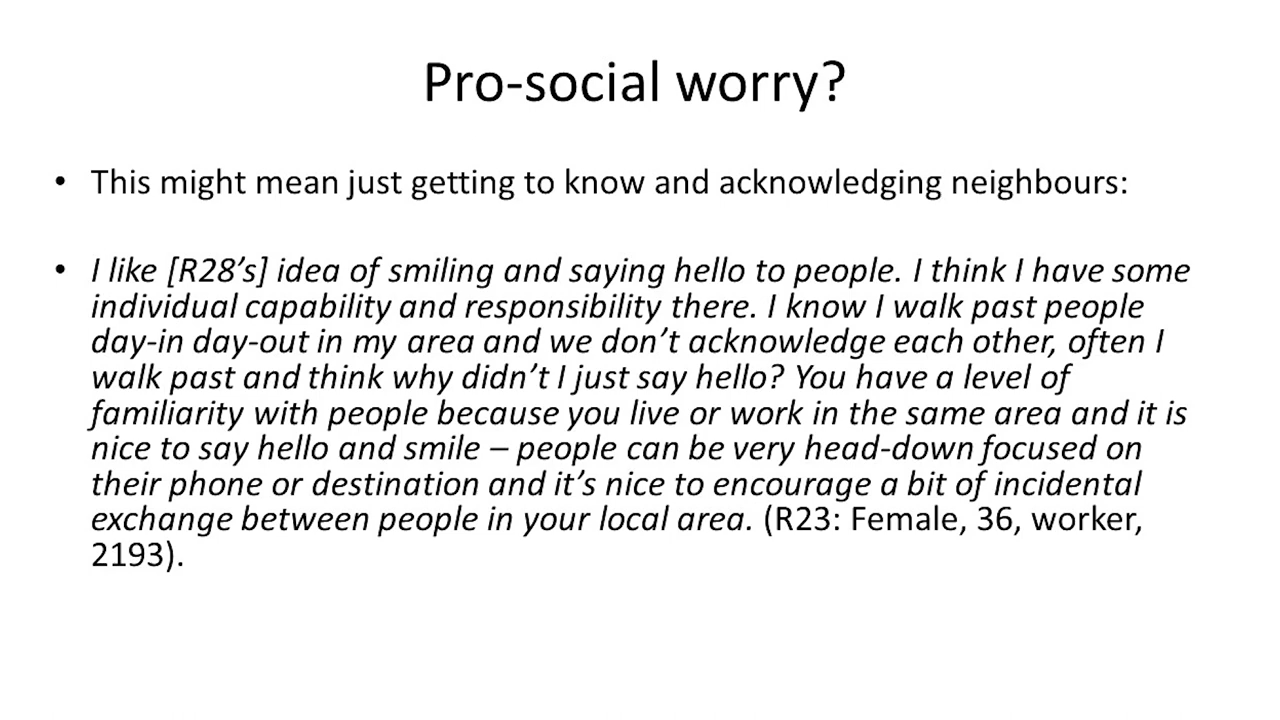 Pro-social worry?
• This might mean just getting to know and acknowledging neighbours:
• I like [R28’s] idea of smiling and saying hello to people. I think I have some
individual capability and responsibility there. I know I walk past people
day-in day-out in my area and we don’t acknowledge each other, often I
walk past and think why didn’t I just say hello? You have a level of
familiarity with people because you live or work in the same area and it is
nice to say hello and smile – people can be very head-down focused on
their phone or destination and it’s nice to encourage a bit of incidental
exchange between people in your local area. (R23: Female, 36, worker,
2193).